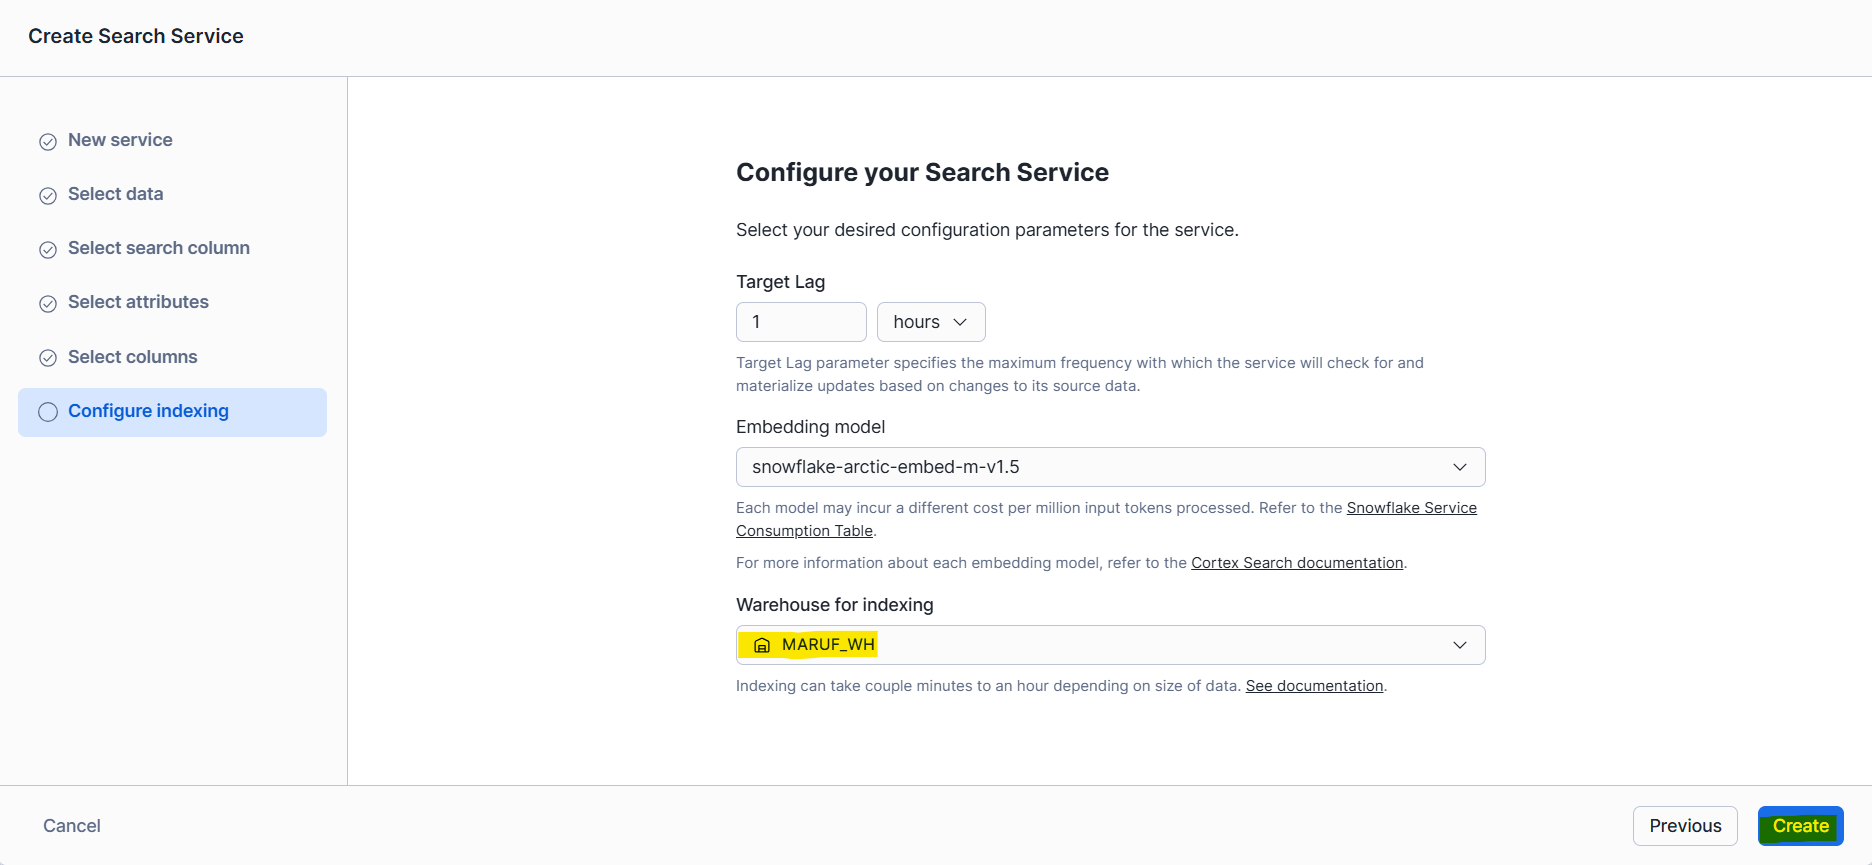 Create Search Service
New service
Select data
Select search column
Select attributes
Select columns
Configure indexing
Configure your Search Service
Select your desired configuration parameters for the service.
Target Lag
1
hours
Target Lag parameter specifies the maximum frequency with which the service will check for and
materialize updates based on changes to its source data.
Embedding model
snowflake-arctic-embed-m-v1.5
Each model may incur a different cost per million input tokens processed. Refer to the Snowflake Service
Consumption Table.
For more information about each embedding model, refer to the Cortex Search documentation.
Warehouse for indexing
MARUF_WH
Indexing can take couple minutes to an hour depending on size of data. See documentation.
Cancel
Previous
Create